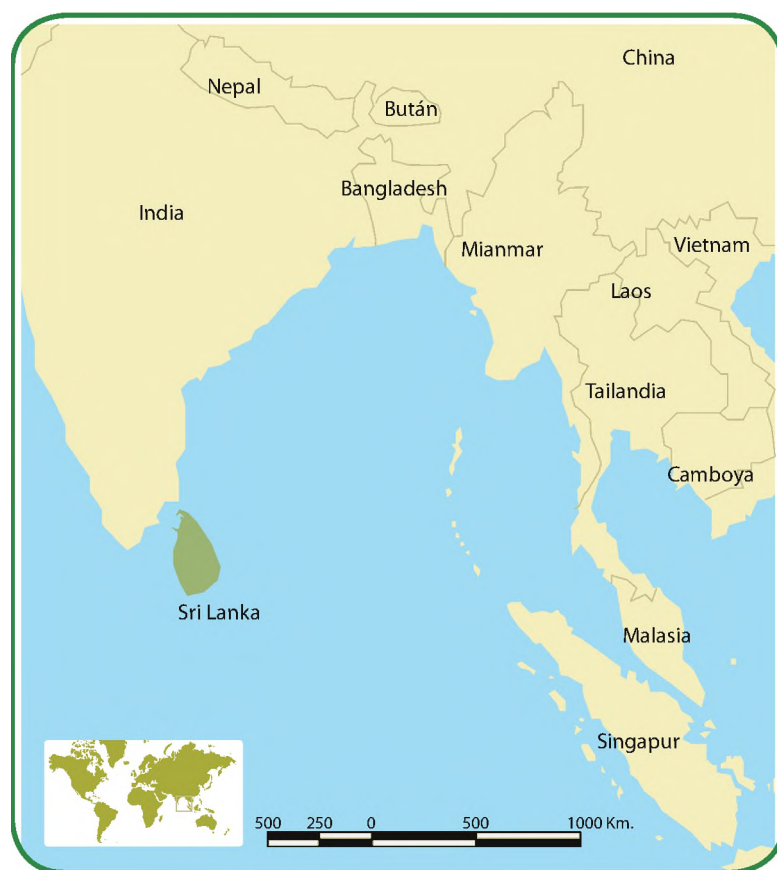 China
Nepal
Bután
Bangladesh
India
Mianmar
Vietnam
Laos
Tailandia
Camboya
Sri Lanka
Malasia
Singapur
500 250 0 500 1000 Km.